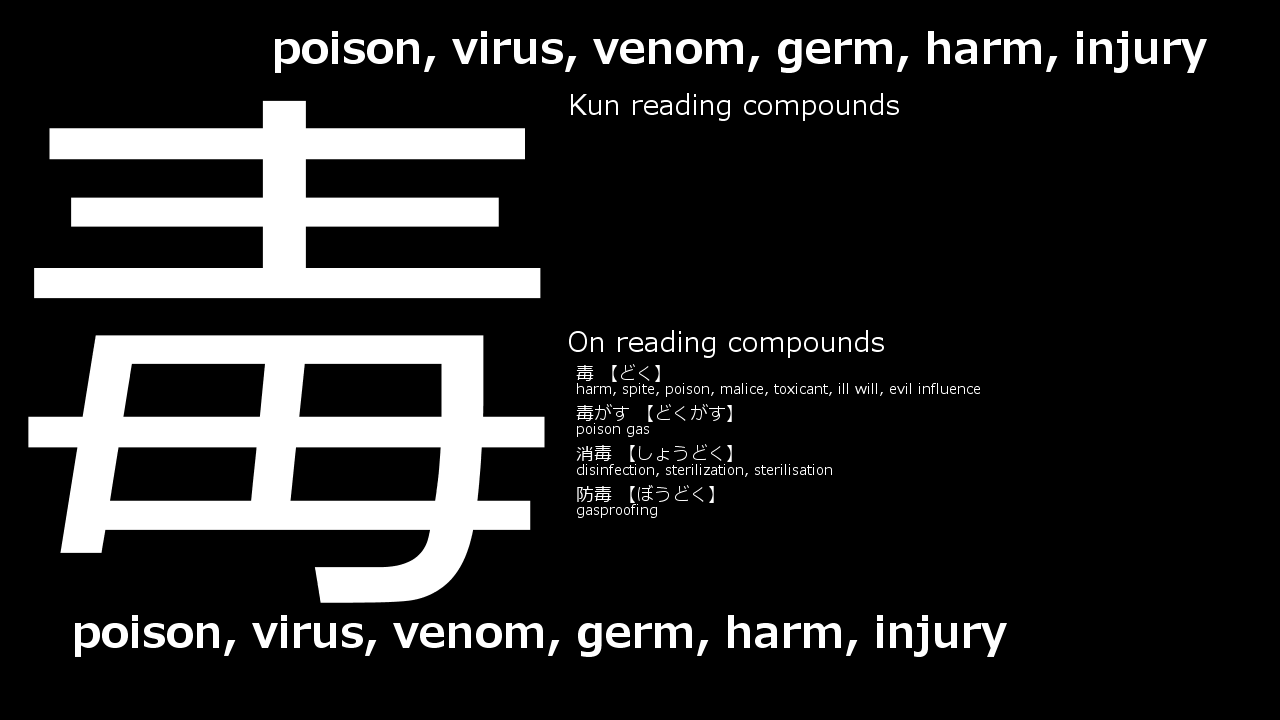 poison, virus, venom, germ, harm, injury
毒
Kun reading compounds
On reading compounds
毒 【どく】
harm, spite, poison, malice, toxicant, ill will, evil influence
毒がす 【どくがす】
poison gas
消毒 【しょうどく】
disinfection, sterilization, sterilisation
防毒 【ぼうどく】
gasproofing
poison, virus, venom, germ, harm, injury